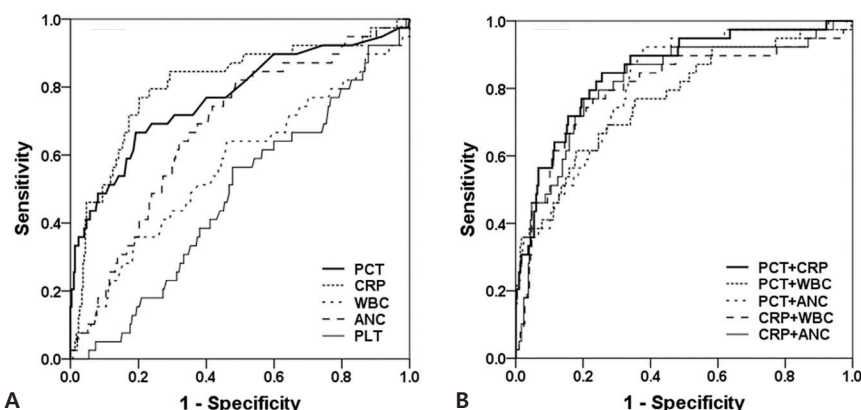 1.0
0.8
0.6
0.4
0.2
0.0
Sensitivity
0.0 0.2 0.4 0.6 0.8 1.0
1 - Specificity
PCT
CRP
WBC
ANC
PLT
A
1.0
0.8
0.6
0.4
0.2
0.0
Sensitivity
0.0 0.2 0.4 0.6 0.8 1.0
1 - Specificity
PCT+CRP
PCT+WBC
PCT+ANC
CRP+WBC
CRP+ANC
B